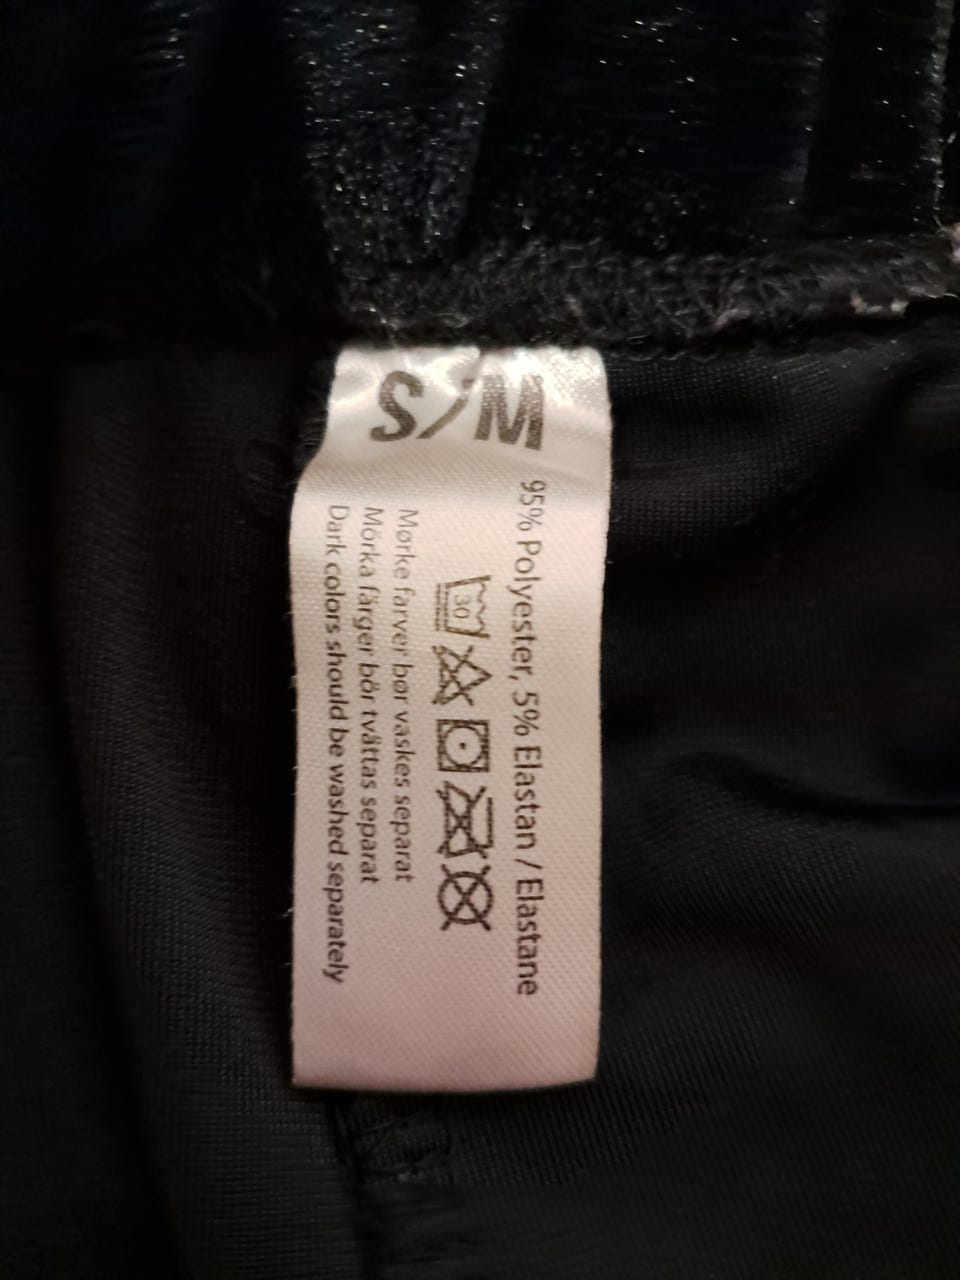 S/M
95% Polyester, 5% Elastan / Elastane
30
Mørke farver bør vaskes separat
Mörka färger bör tvättas separat
Dark colors should be washed separately